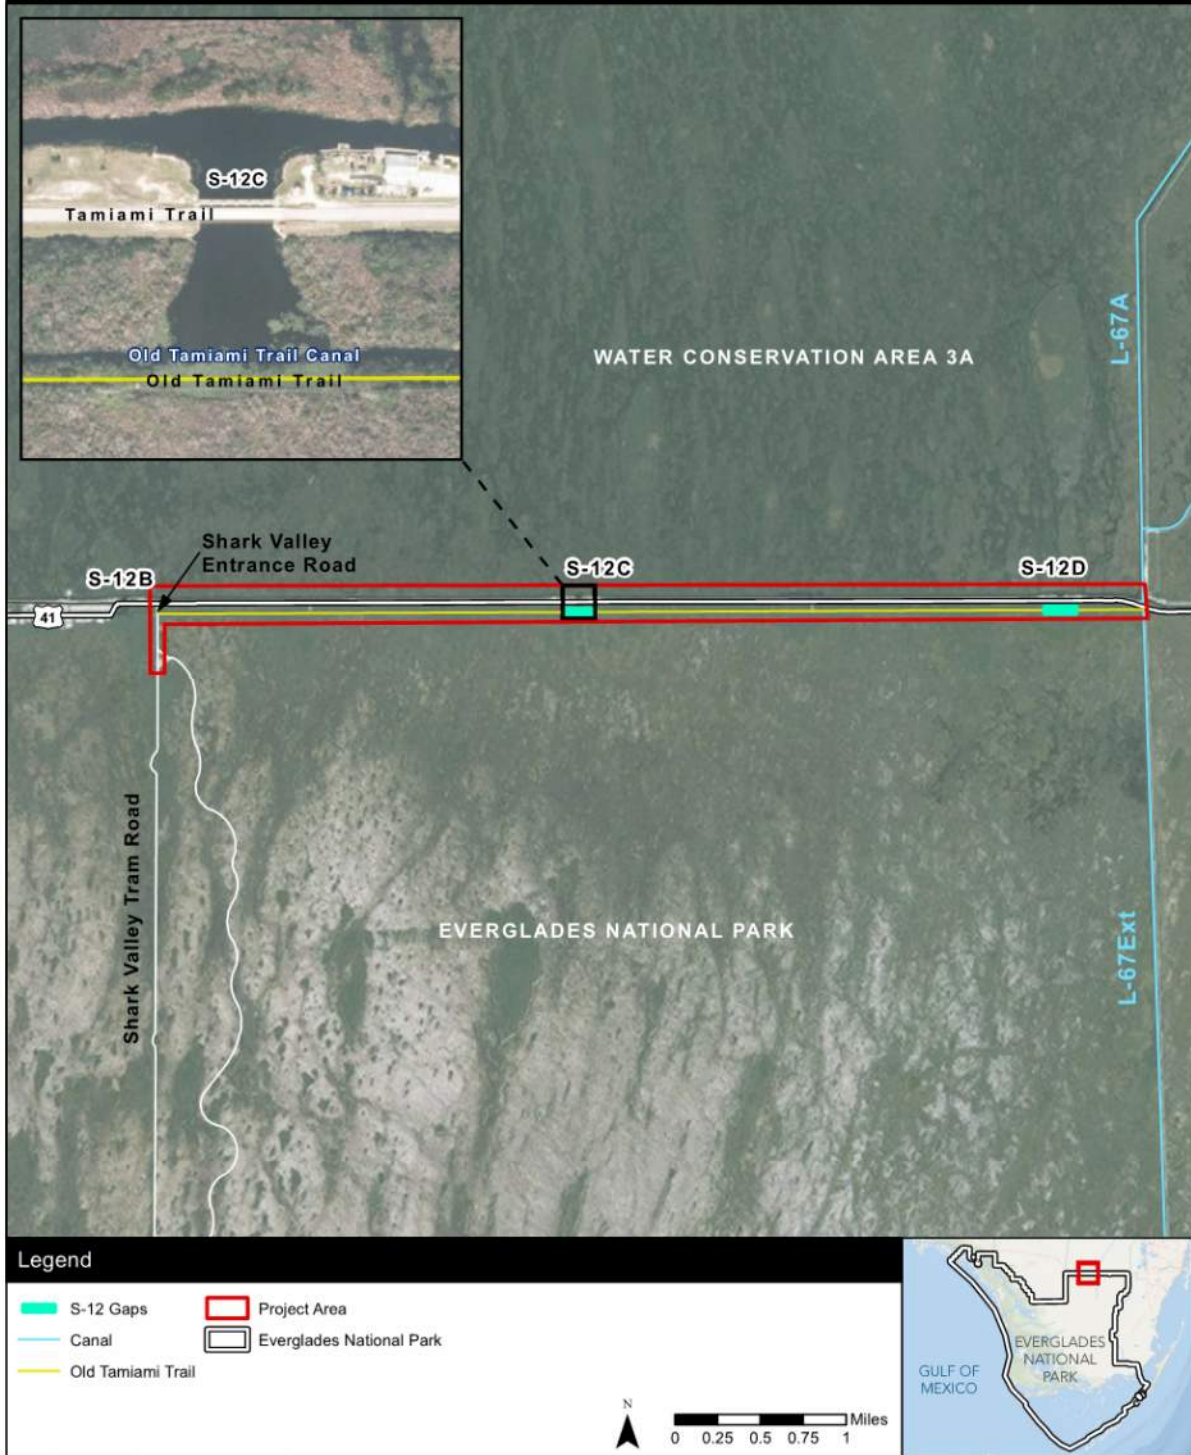 S-12C
Tamiami Trail
Old Tamiami Trail Canal
Old Tamiami Trail
WATER CONSERVATION AREA 3A
L-67A
Shark Valley
Entrance Road
S-12B
S-12C
S-12D
41
Shark Valley Tram Road
EVERGLADES NATIONAL PARK
L-67Ext
Legend
S-12 Gaps
Project Area
Canal
Everglades National Park
Old Tamiami Trail
N
Miles
0 0.25 0.5 0.75 1
EVERGLADES
NATIONAL
PARK
GULF OF
MEXICO